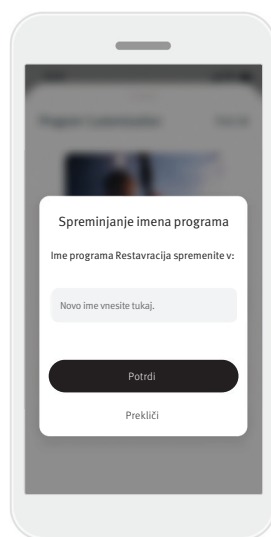 Spreminjanje imena programa
Ime programa Restavracija spremenite v:
Novo ime vnesite tukaj.
Potrdi
Prekliči